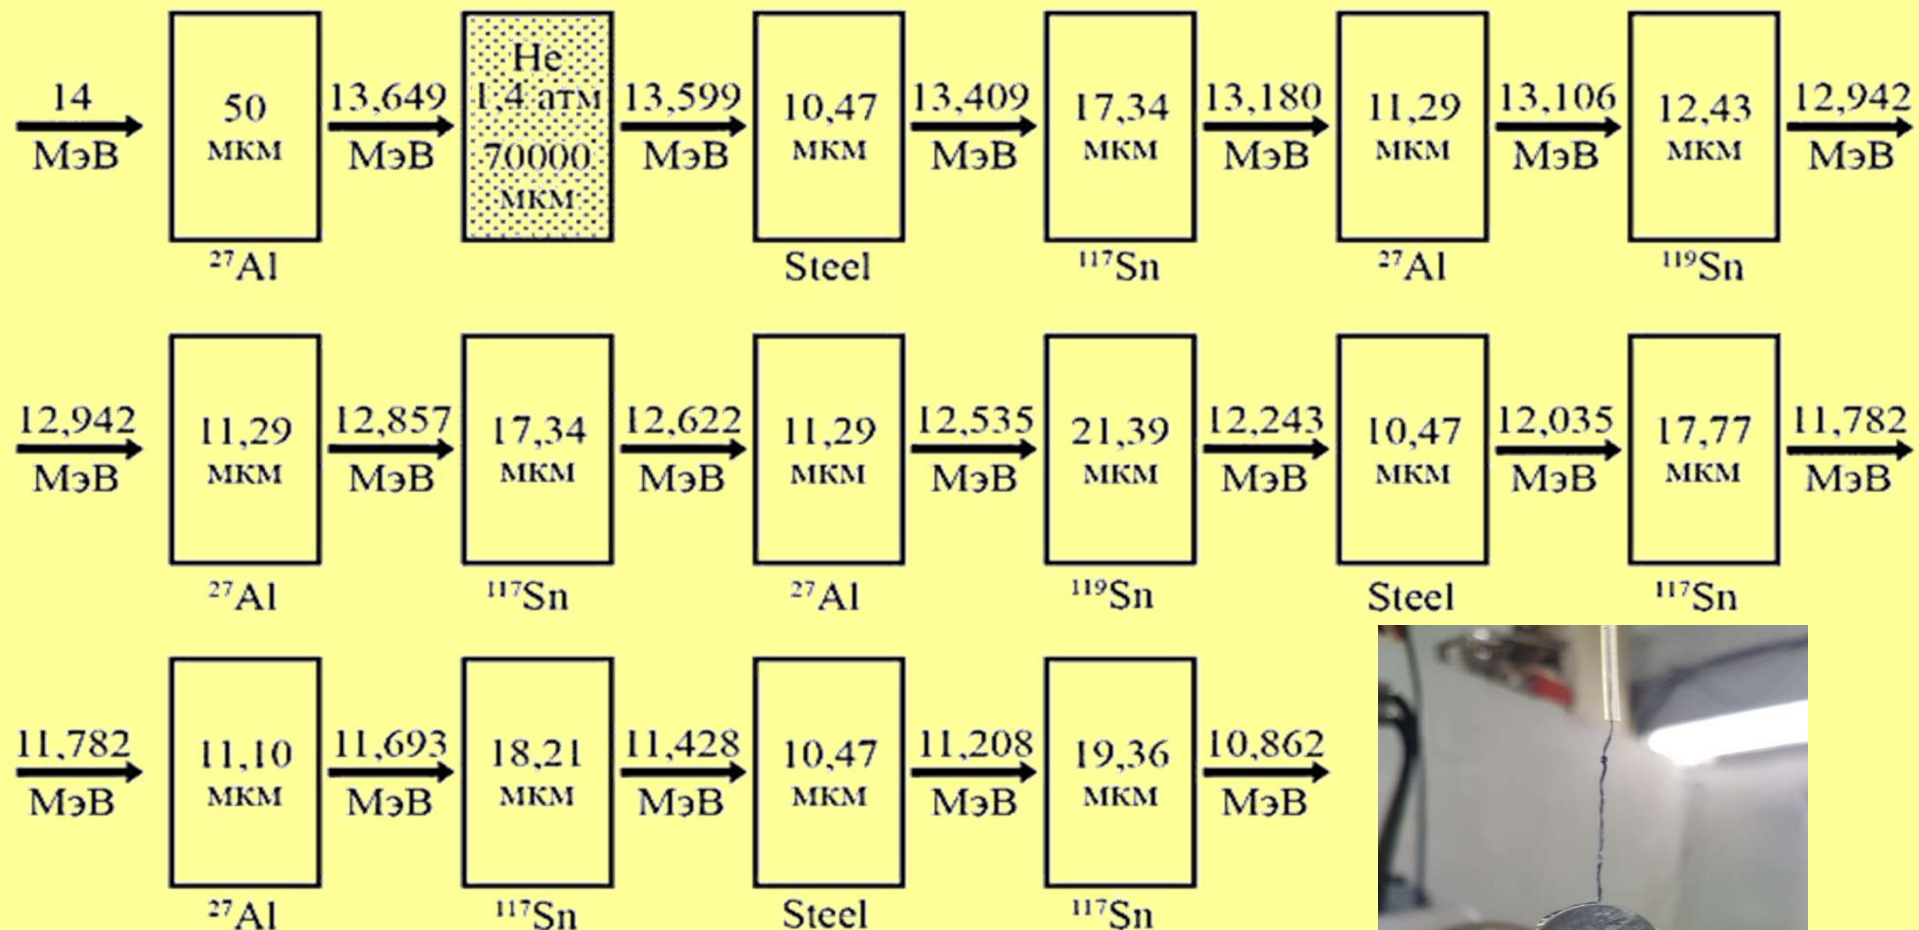 14 МэВ
50 мкм
²⁷Al
13,649 МэВ
He
1,4 атм
70000
мкм
13,599 МэВ
10,47 мкм
Steel
13,409 МэВ
17,34 мкм
¹¹⁷Sn
13,180 МэВ
11,29 мкм
²⁷Al
13,106 МэВ
12,43 мкм
¹¹⁹Sn
12,942 МэВ
12,942 МэВ
11,29 мкм
²⁷Al
12,857 МэВ
17,34 мкм
¹¹⁷Sn
12,622 МэВ
11,29 мкм
²⁷Al
12,535 МэВ
21,39 мкм
¹¹⁹Sn
12,243 МэВ
10,47 мкм
Steel
12,035 МэВ
17,77 мкм
¹¹⁷Sn
11,782 МэВ
11,782 МэВ
11,10 мкм
²⁷Al
11,693 МэВ
18,21 мкм
¹¹⁷Sn
11,428 МэВ
10,47 мкм
Steel
11,208 МэВ
19,36 мкм
¹¹⁷Sn
10,862 МэВ